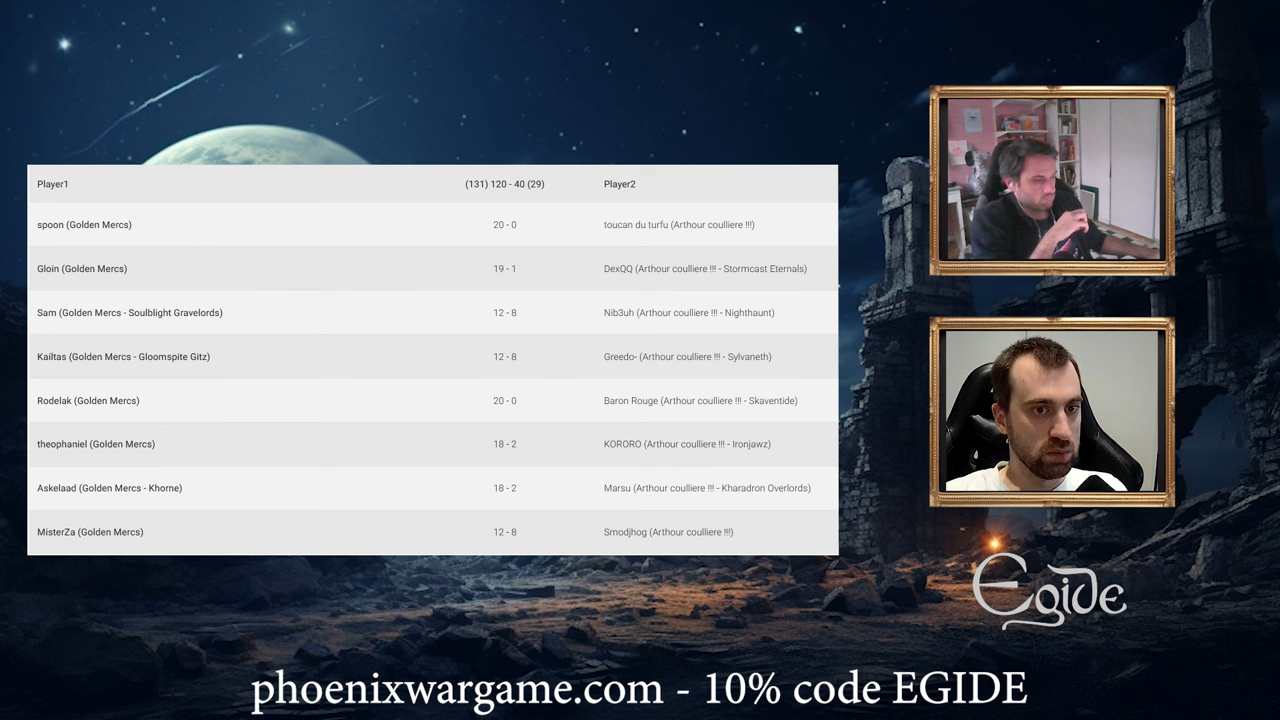 Player1 (131) 120 - 40 (29) Player2
spoon (Golden Mercs) 20 - 0 toucan du turfu (Arthour coulliere !!!)
Gloin (Golden Mercs) 19 - 1 DexQQ (Arthour coulliere !!! - Stormcast Eternals)
Sam (Golden Mercs - Soulblight Gravelords) 12 - 8 Nib3uh (Arthour coulliere !!! - Nighthaunt)
Kailtas (Golden Mercs - Gloomspite Gitz) 12 - 8 Greedo- (Arthour coulliere !!! - Sylvaneth)
Rodelak (Golden Mercs) 20 - 0 Baron Rouge (Arthour coulliere !!! - Skaventide)
theophaniel (Golden Mercs) 18 - 2 KORORO (Arthour coulliere !!! - Ironjawz)
Askelaad (Golden Mercs - Khorne) 18 - 2 Marsu (Arthour coulliere !!! - Kharadron Overlords)
MisterZa (Golden Mercs) 12 - 8 Smodjhog (Arthour coulliere !!!)
Egide
phoenixwargame.com - 10% code EGIDE